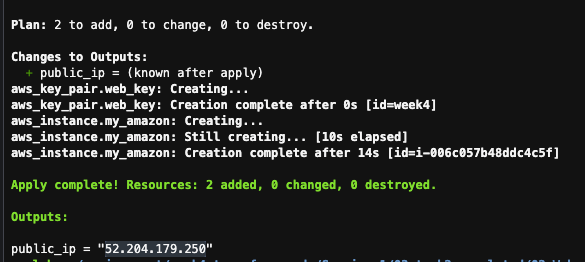 Plan: 2 to add, 0 to change, 0 to destroy.
Changes to Outputs:
+ public_ip = (known after apply)
aws_key_pair.web_key: Creating...
aws_key_pair.web_key: Creation complete after 0s [id=week4]
aws_instance.my_amazon: Creating...
aws_instance.my_amazon: Still creating... [10s elapsed]
aws_instance.my_amazon: Creation complete after 14s [id=i-006c057b48ddc4c5f]
Apply complete! Resources: 2 added, 0 changed, 0 destroyed.
Outputs:
public_ip = "52.204.179.250"